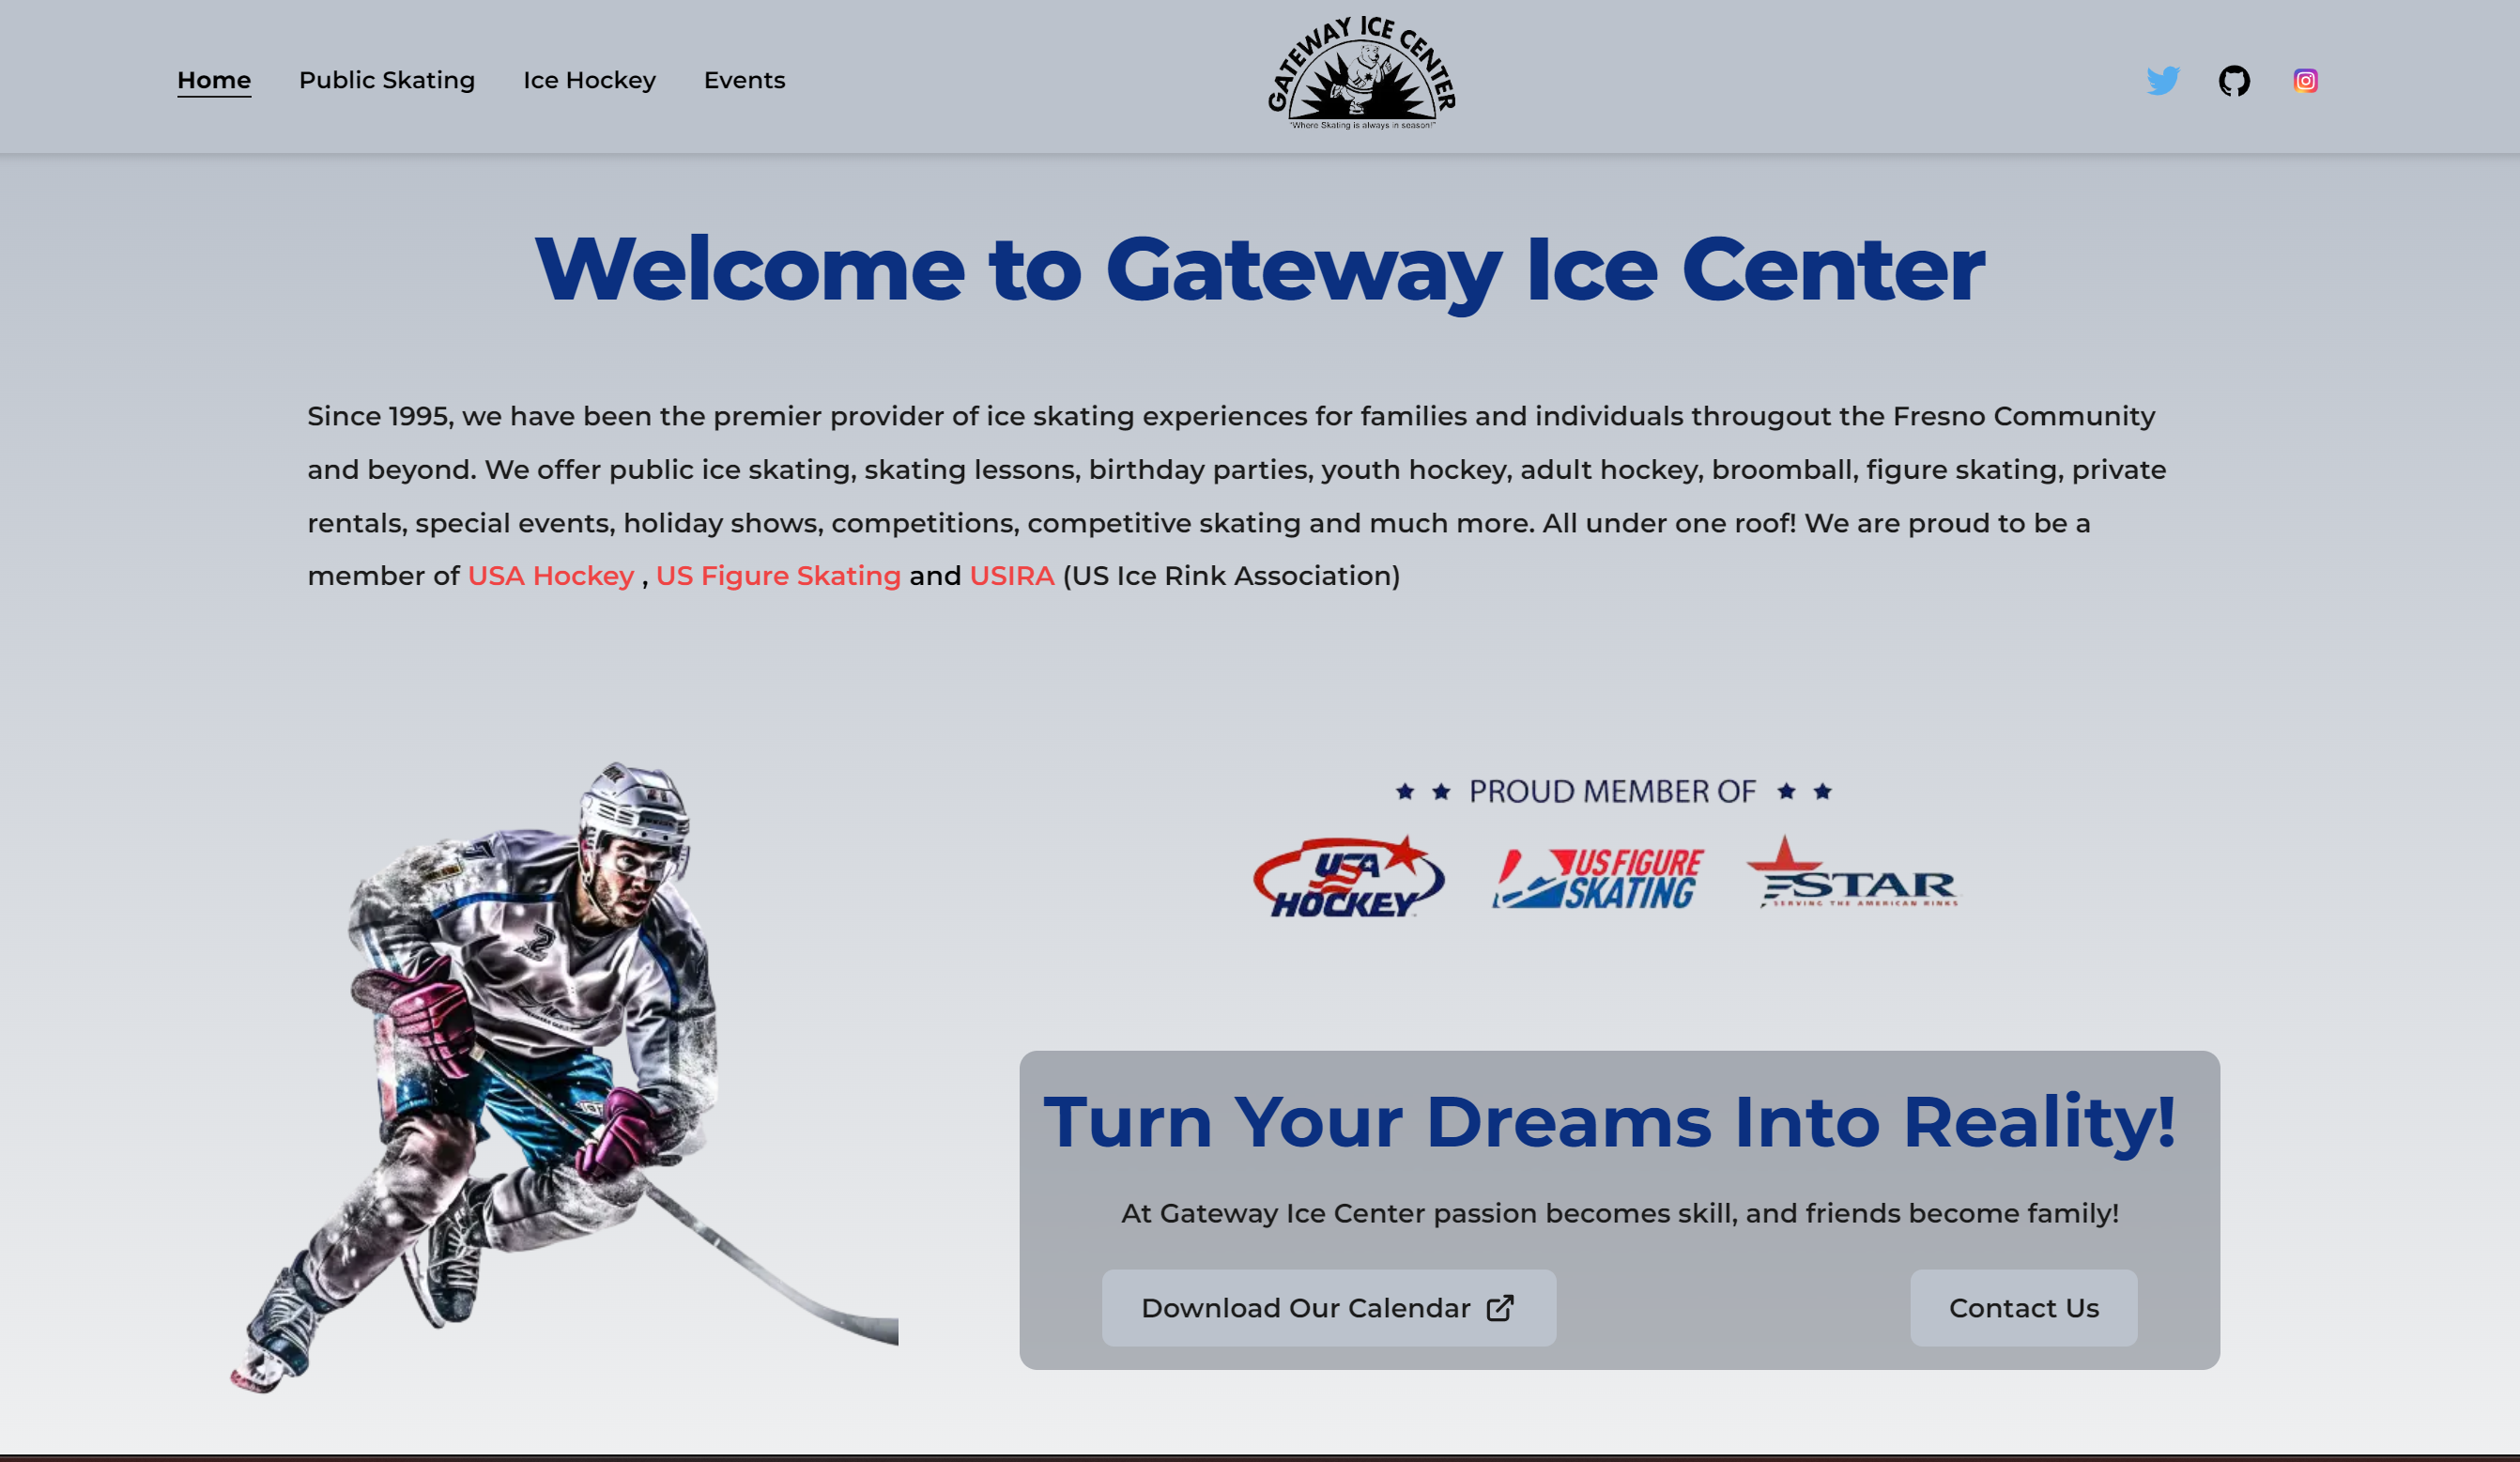 Home Public Skating Ice Hockey Events
GATEWAY ICE CENTER
"Where Skating is always in season!"
Welcome to Gateway Ice Center
Since 1995, we have been the premier provider of ice skating experiences for families and individuals througout the Fresno Community
and beyond. We offer public ice skating, skating lessons, birthday parties, youth hockey, adult hockey, broomball, figure skating, private
rentals, special events, holiday shows, competitions, competitive skating and much more. All under one roof! We are proud to be a
member of USA Hockey , US Figure Skating and USIRA (US Ice Rink Association)
PROUD MEMBER OF
USA
HOCKEY
US FIGURE
SKATING
STAR
SERVING THE AMERICAN RINKS
Turn Your Dreams Into Reality!
At Gateway Ice Center passion becomes skill, and friends become family!
Download Our Calendar
Contact Us